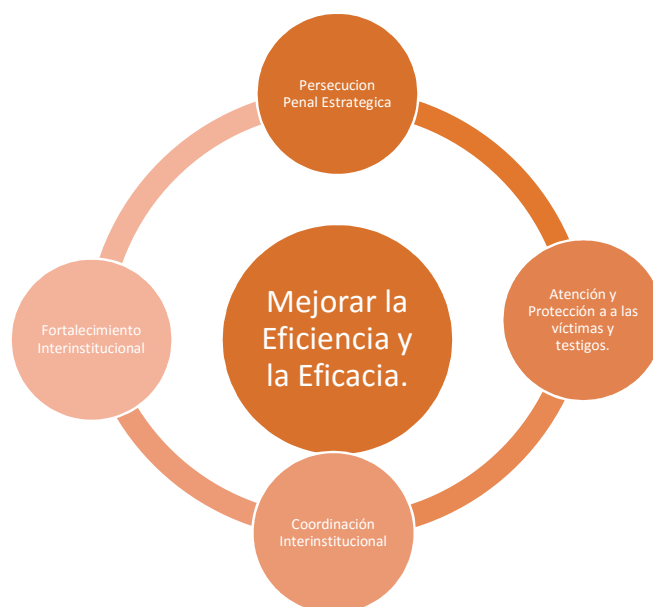 Persecucion
Penal Estrategica
Mejorar la
Eficiencia y
la Eficacia.
Atención y
Protección a a las
víctimas y
testigos.
Fortalecimiento
Interinstitucional
Coordinación
Interinstitucional